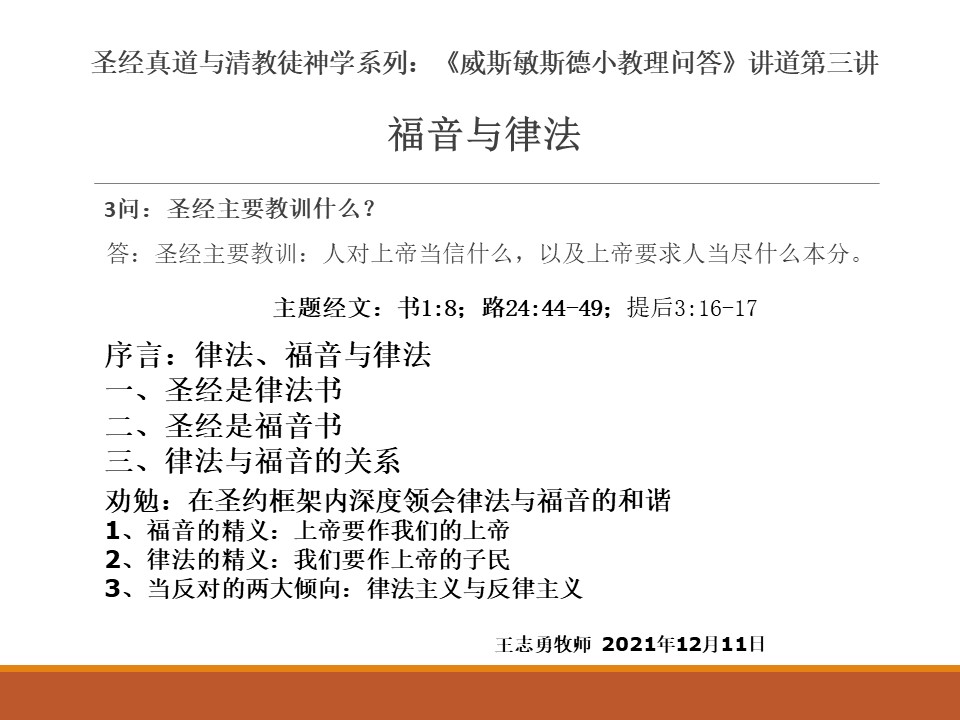 圣经真道与清教徒神学系列：《威斯敏斯德小教理问答》讲道第三讲
福音与律法
3问：圣经主要教训什么？
答：圣经主要教训：人对上帝当信什么，以及上帝要求人当尽什么本分。
主题经文：书1:8；路24:44-49；提后3:16-17
序言：律法、福音与律法
一、圣经是律法书
二、圣经是福音书
三、律法与福音的关系
劝勉：在圣约框架内深度领会律法与福音的和谐
1、福音的精义：上帝要作我们的上帝
2、律法的精义：我们要作上帝的子民
3、当反对的两大倾向：律法主义与反律主义
王志勇牧师 2021年12月11日